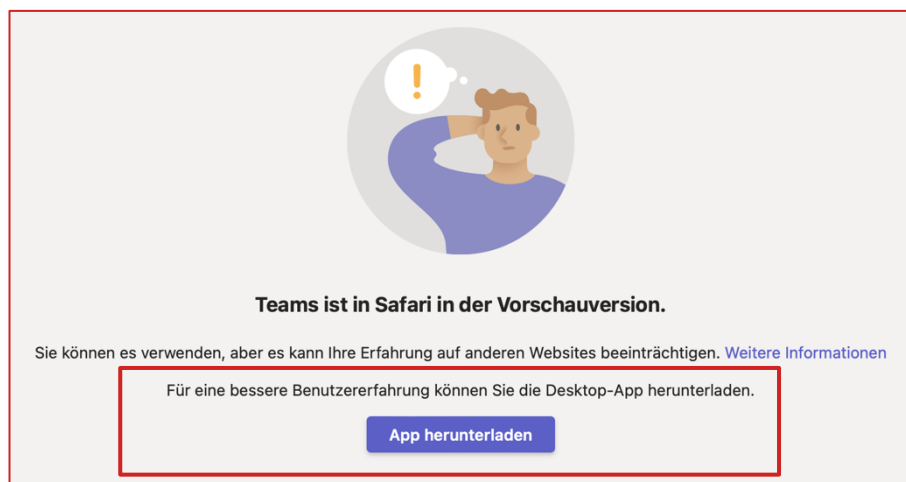 Teams ist in Safari in der Vorschauversion.
Sie können es verwenden, aber es kann Ihre Erfahrung auf anderen Websites beeinträchtigen. Weitere Informationen
Für eine bessere Benutzererfahrung können Sie die Desktop-App herunterladen.
App herunterladen